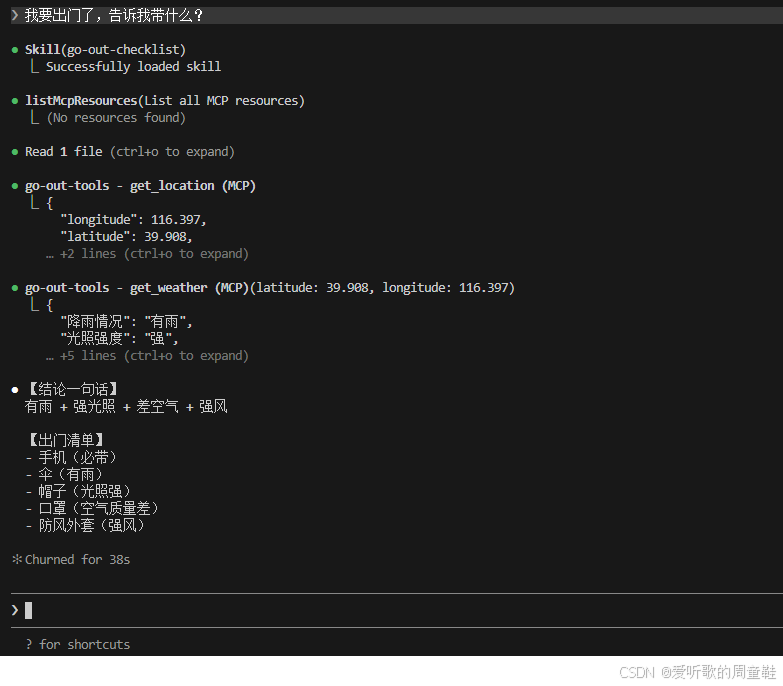 ❯ 我要出门了，告诉我带什么？
● Skill(go-out-checklist)
⎿ Successfully loaded skill
● listMcpResources(List all MCP resources)
⎿ (No resources found)
● Read 1 file (ctrl+o to expand)
● go-out-tools - get_location (MCP)
⎿ {
"longitude": 116.397,
"latitude": 39.908,
… +2 lines (ctrl+o to expand)
● go-out-tools - get_weather (MCP)(latitude: 39.908, longitude: 116.397)
⎿ {
"降雨情况": "有雨",
"光照强度": "强",
… +5 lines (ctrl+o to expand)
● 【结论一句话】
有雨 + 强光照 + 差空气 + 强风
【出门清单】
- 手机（必带）
- 伞（有雨）
- 帽子（光照强）
- 口罩（空气质量差）
- 防风外套（强风）
✻ Churned for 38s
❯
? for shortcuts
CSDN @爱听歌的周童鞋